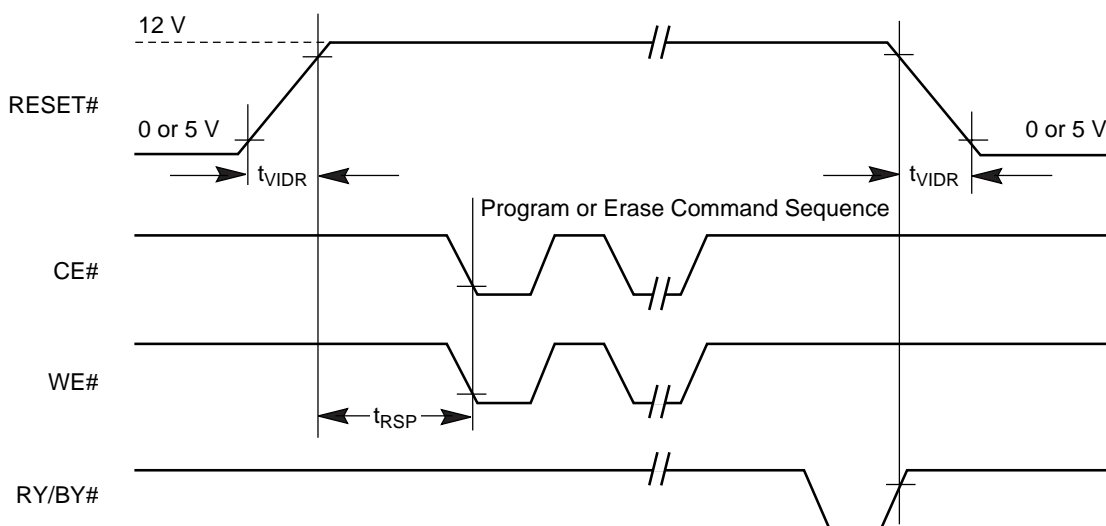 12 V
RESET#
0 or 5 V
0 or 5 V
tVIDR
tVIDR
Program or Erase Command Sequence
CE#
WE#
tRSP
RY/BY#